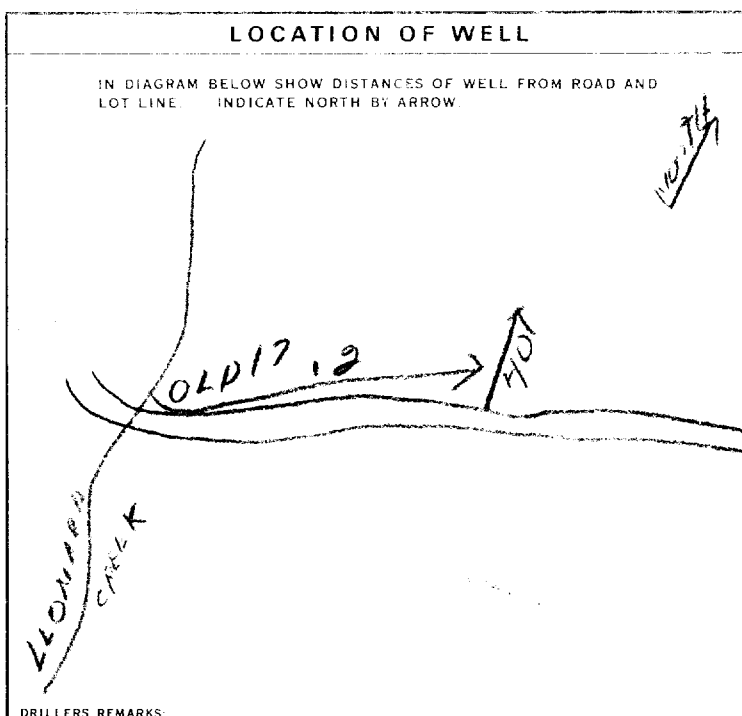 LOCATION OF WELL
IN DIAGRAM BELOW SHOW DISTANCES OF WELL FROM ROAD AND
LOT LINE. INDICATE NORTH BY ARROW.
NORTH
OLD 17 .2
40'
CREEK
DRILLERS REMARKS: